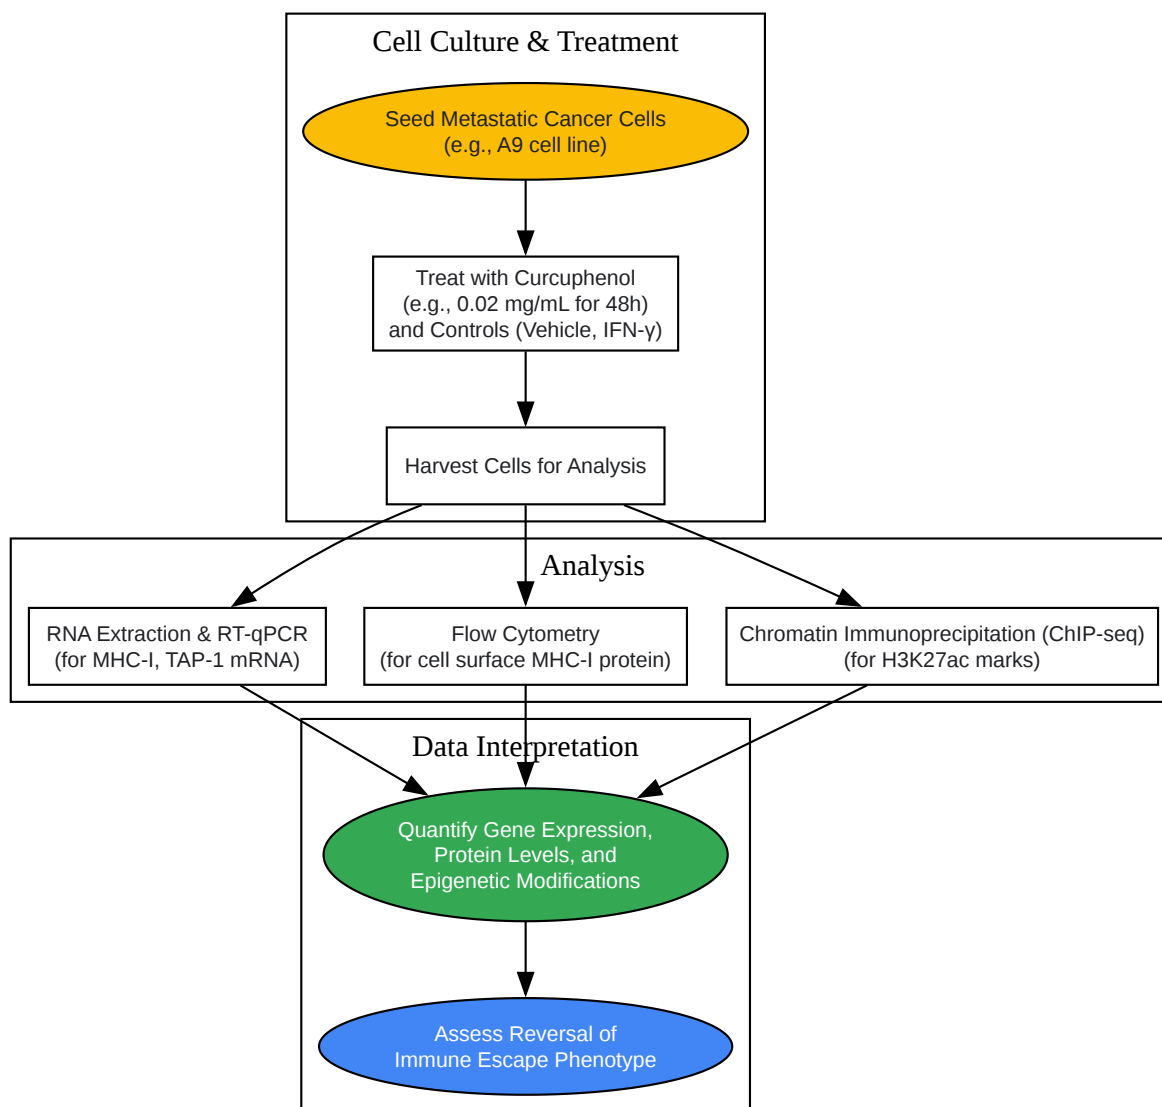 Cell Culture & Treatment
Seed Metastatic Cancer Cells
(e.g., A9 cell line)
Treat with Curcuphenol
(e.g., 0.02 mg/mL for 48h)
and Controls (Vehicle, IFN-γ)
Harvest Cells for Analysis
Analysis
RNA Extraction & RT-qPCR
(for MHC-I, TAP-1 mRNA)
Flow Cytometry
(for cell surface MHC-I protein)
Chromatin Immunoprecipitation (ChIP-seq)
(for H3K27ac marks)
Data Interpretation
Quantify Gene Expression,
Protein Levels, and
Epigenetic Modifications
Assess Reversal of
Immune Escape Phenotype